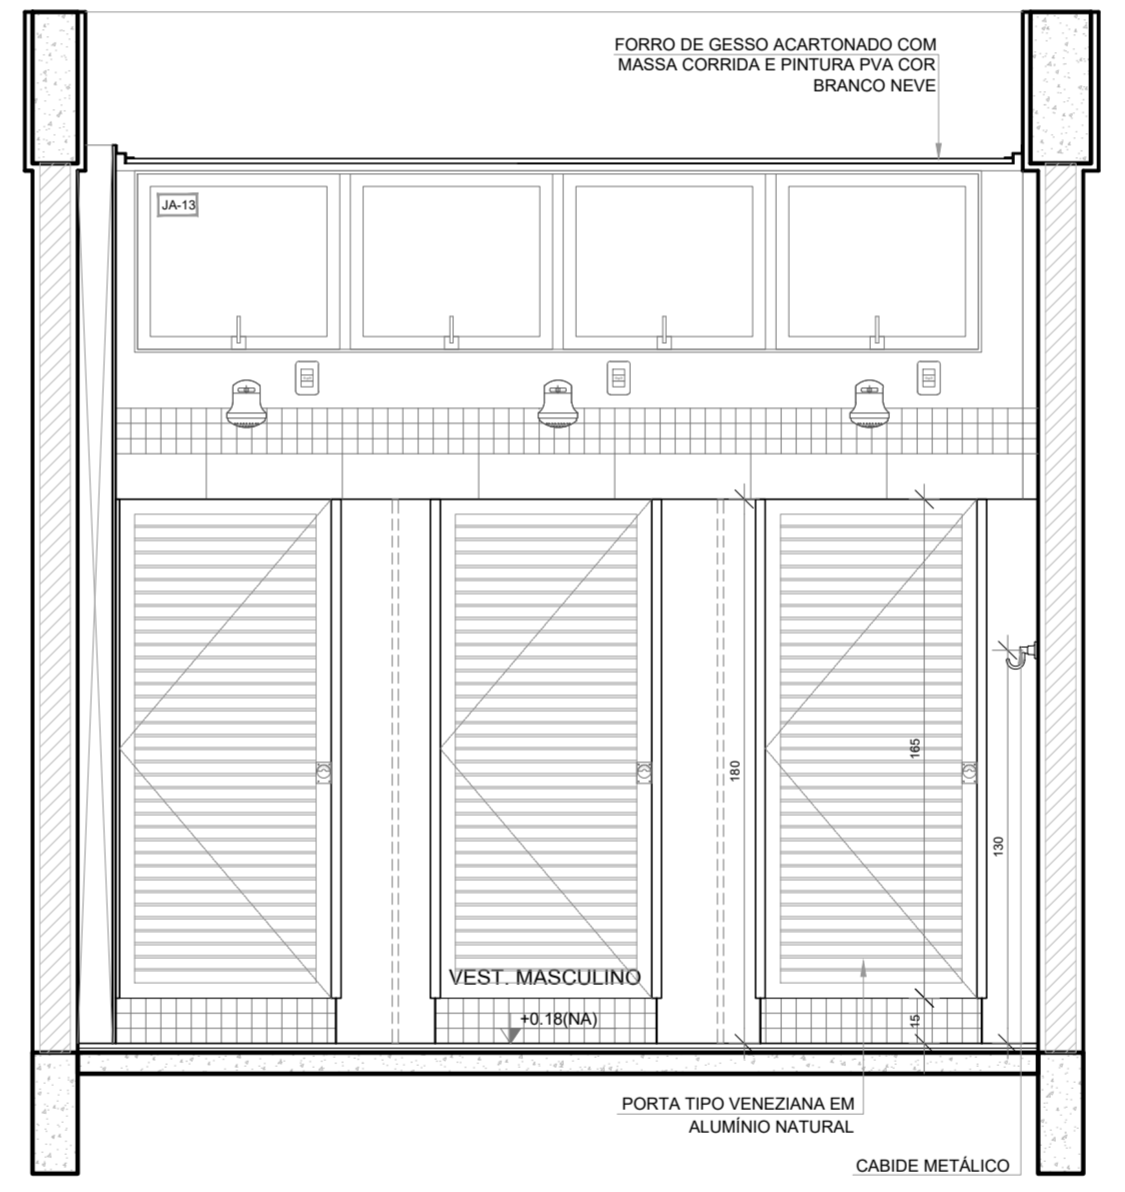 FORRO DE GESSO ACARTONADO COM
MASSA CORRIDA E PINTURA PVA COR
BRANCO NEVE
JA-13
165
180
130
VEST. MASCULINO
+0.18(NA)
15
PORTA TIPO VENEZIANA EM
ALUMÍNIO NATURAL
CABIDE METÁLICO